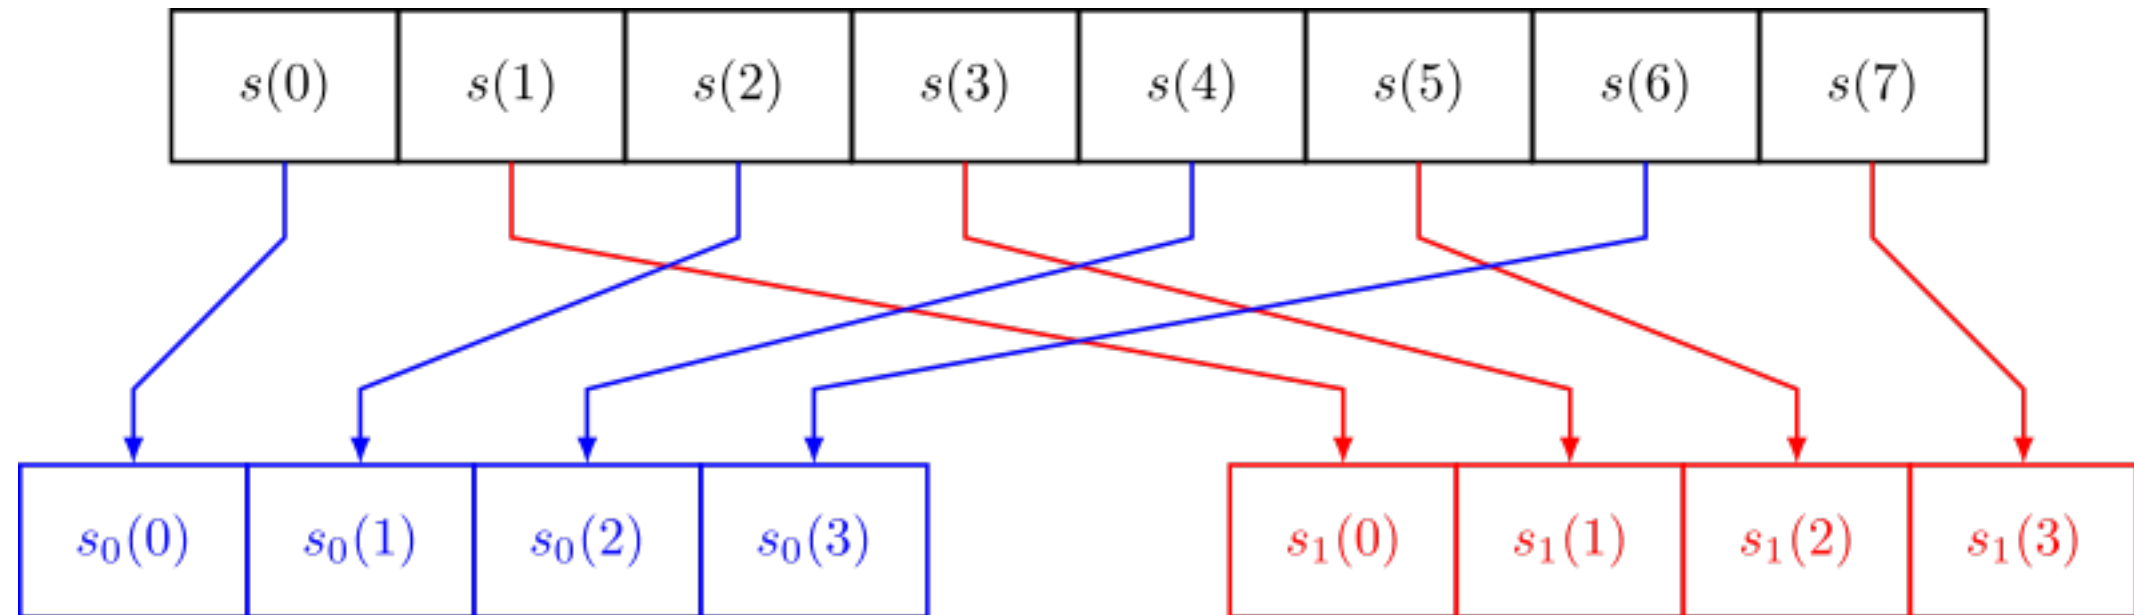 s(0) s(1) s(2) s(3) s(4) s(5) s(6) s(7)
s₀(0) s₀(1) s₀(2) s₀(3) s₁(0) s₁(1) s₁(2) s₁(3)